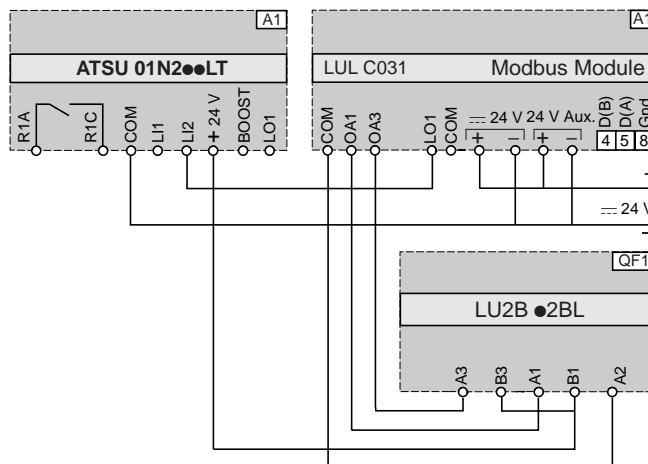 A1
ATSU 01N2●●LT
R1A
R1C
COM
LI1
LI2
+ 24 V
BOOST
LO1
A1
LUL C031 Modbus Module
COM
OA1
OA3
LO1
COM
⎓ 24 V
+ −
24 V Aux.
+ −
D(B)
D(A)
Gnd
4 5 8
⎓ 24 V
−
QF1
LU2B ●2BL
A3
B3
A1
B1
A2